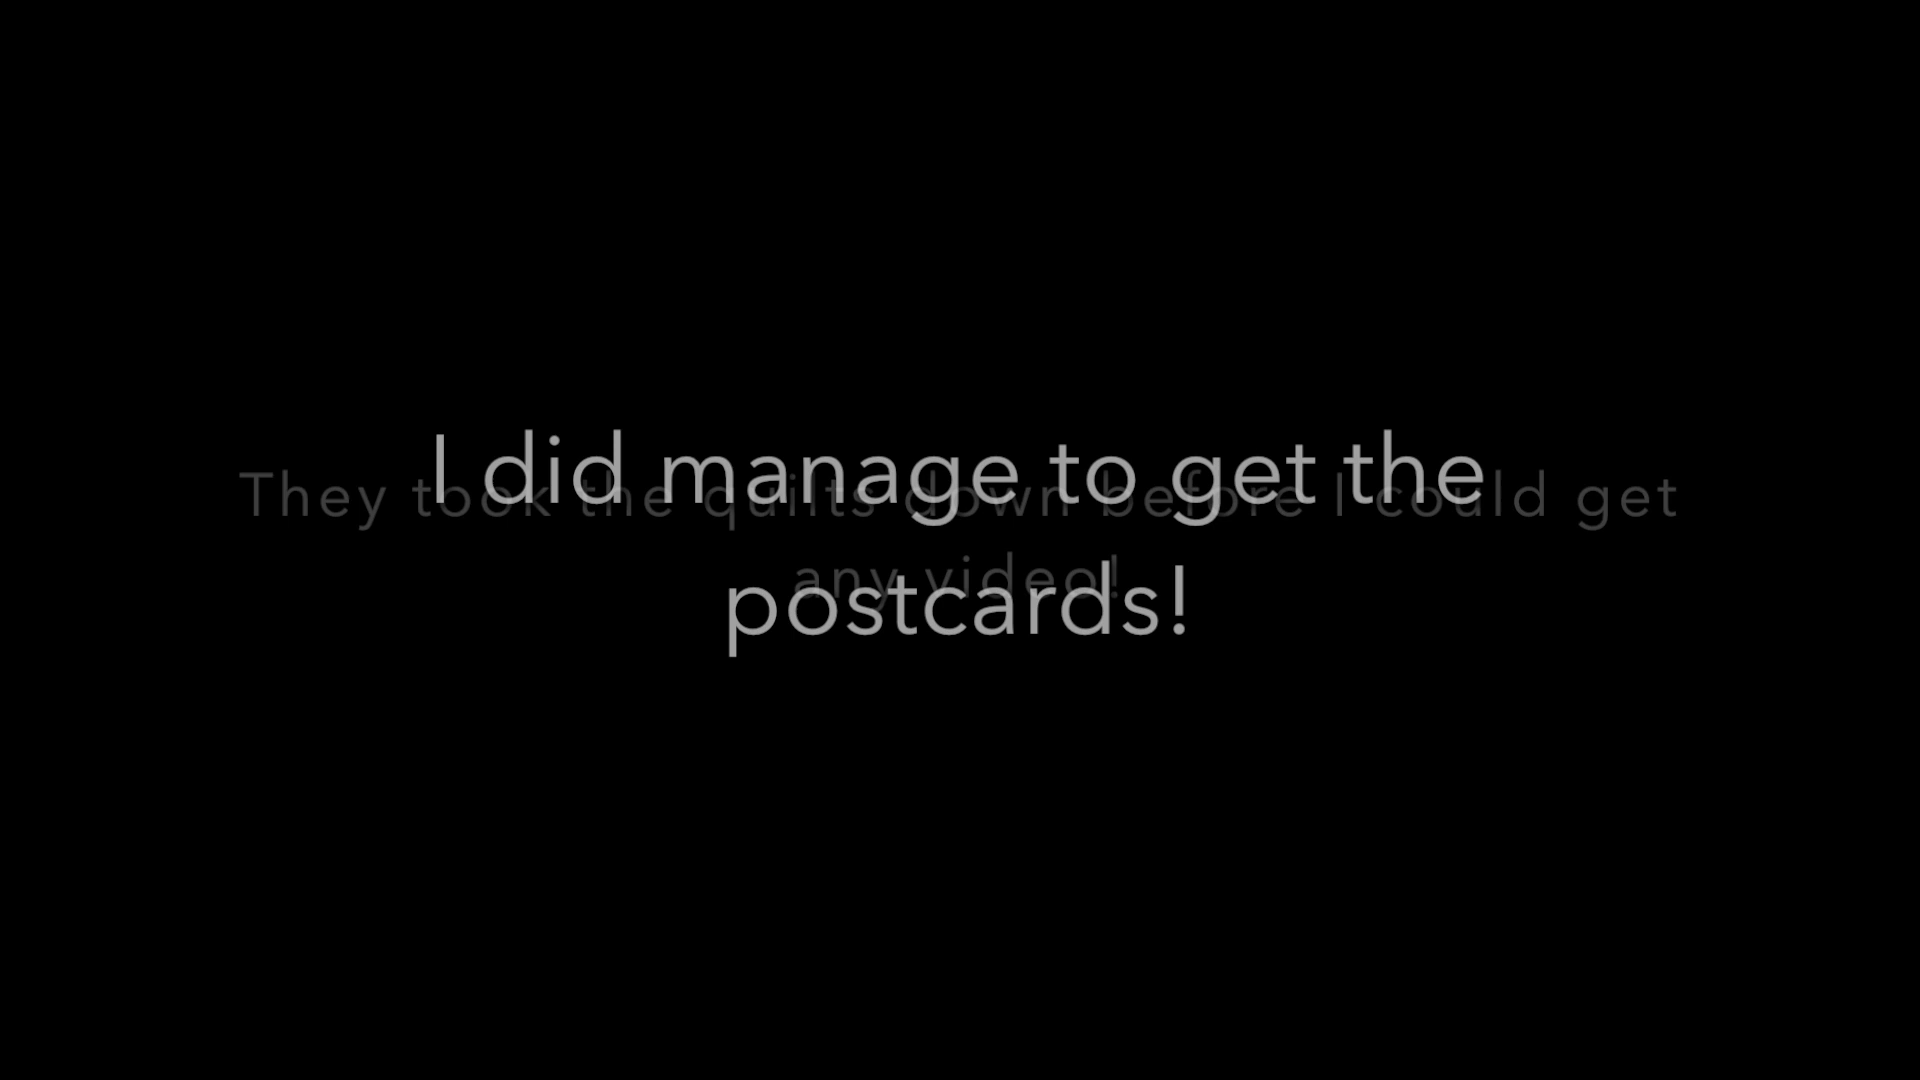 I did manage to get the
postcards!
They took the quilts down before I could get
any video!